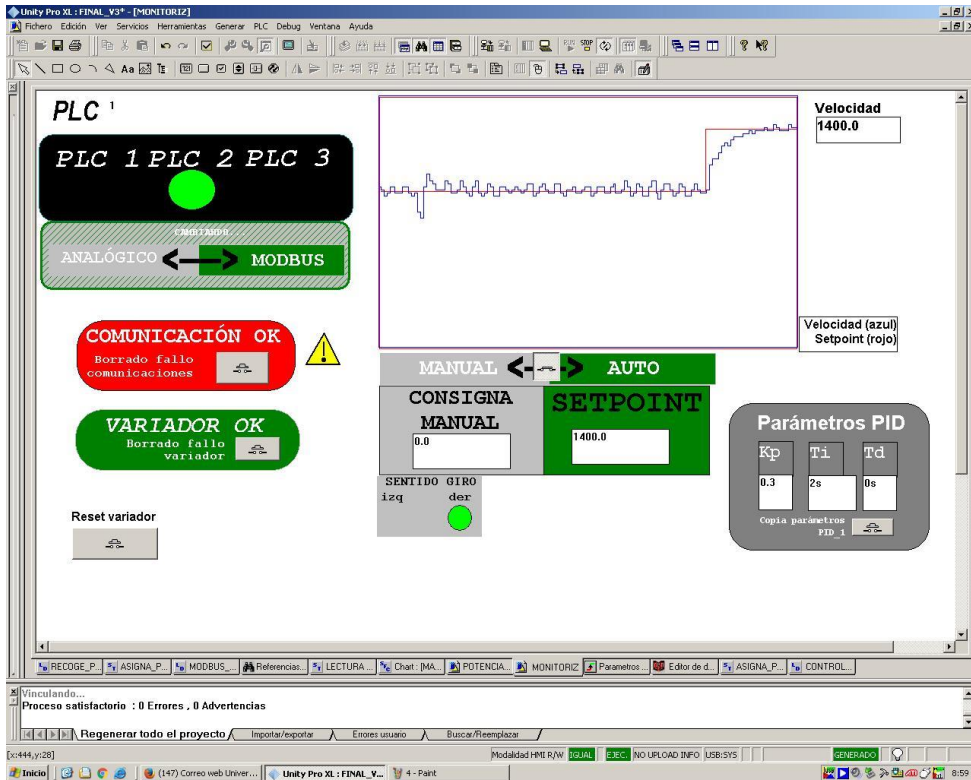 Unity Pro XL : FINAL_V3* - [MONITORIZ]
Fichero Edición Ver Servicios Herramientas Generar PLC Debug Ventana Ayuda
PLC 1
Velocidad
1400.0
PLC 1 PLC 2 PLC 3
CAMBIANDO...
ANALÓGICO <--> MODBUS
Velocidad (azul)
Setpoint (rojo)
COMUNICACIÓN OK
Borrado fallo
comunicaciones
MANUAL <--> AUTO
CONSIGNA
MANUAL
0.0
SETPOINT
1400.0
VARIADOR OK
Borrado fallo
variador
Parámetros PID
Kp Ti Td
0.3 2s 0s
Copia parámetros
PID_1
SENTIDO GIRO
izq der
Reset variador
RECOGE_P... ASIGNA_P... MODBUS_... Referencias... LECTURA... Chart : [MA... POTENCIA... MONITORIZ Parametros ... Editor de d... ASIGNA_P... CONTROL...
Vinculando...
Proceso satisfactorio : 0 Errores , 0 Advertencias
Regenerar todo el proyecto Importar/exportar Errores usuario Buscar/Reemplazar
[x:444,y:28] Modalidad HMI R/W IGUAL EJEC. NO UPLOAD INFO USB:SYS GENERADO
Inicio (147) Correo web Univer... Unity Pro XL : FINAL_V... 4 - Paint 8:59